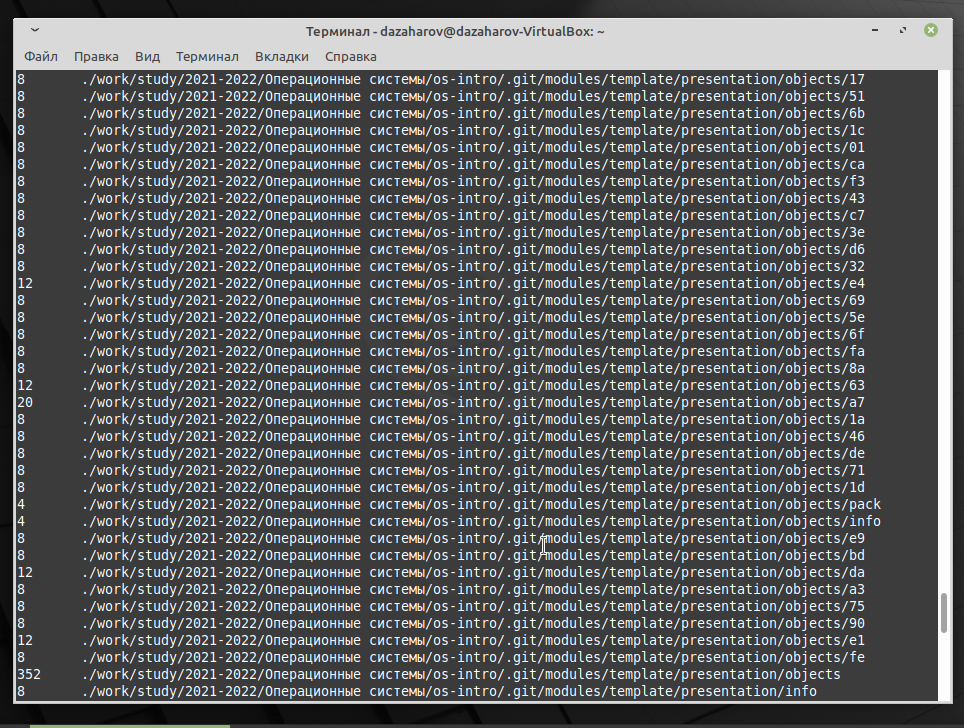 Терминал - dazaharov@dazaharov-VirtualBox: ~
Файл Правка Вид Терминал Вкладки Справка
8 ./work/study/2021-2022/Операционные системы/os-intro/.git/modules/template/presentation/objects/17
8 ./work/study/2021-2022/Операционные системы/os-intro/.git/modules/template/presentation/objects/51
8 ./work/study/2021-2022/Операционные системы/os-intro/.git/modules/template/presentation/objects/6b
8 ./work/study/2021-2022/Операционные системы/os-intro/.git/modules/template/presentation/objects/1c
8 ./work/study/2021-2022/Операционные системы/os-intro/.git/modules/template/presentation/objects/01
8 ./work/study/2021-2022/Операционные системы/os-intro/.git/modules/template/presentation/objects/ca
8 ./work/study/2021-2022/Операционные системы/os-intro/.git/modules/template/presentation/objects/f3
8 ./work/study/2021-2022/Операционные системы/os-intro/.git/modules/template/presentation/objects/43
8 ./work/study/2021-2022/Операционные системы/os-intro/.git/modules/template/presentation/objects/c7
8 ./work/study/2021-2022/Операционные системы/os-intro/.git/modules/template/presentation/objects/3e
8 ./work/study/2021-2022/Операционные системы/os-intro/.git/modules/template/presentation/objects/d6
8 ./work/study/2021-2022/Операционные системы/os-intro/.git/modules/template/presentation/objects/32
12 ./work/study/2021-2022/Операционные системы/os-intro/.git/modules/template/presentation/objects/e4
8 ./work/study/2021-2022/Операционные системы/os-intro/.git/modules/template/presentation/objects/69
8 ./work/study/2021-2022/Операционные системы/os-intro/.git/modules/template/presentation/objects/5e
8 ./work/study/2021-2022/Операционные системы/os-intro/.git/modules/template/presentation/objects/6f
8 ./work/study/2021-2022/Операционные системы/os-intro/.git/modules/template/presentation/objects/fa
8 ./work/study/2021-2022/Операционные системы/os-intro/.git/modules/template/presentation/objects/8a
12 ./work/study/2021-2022/Операционные системы/os-intro/.git/modules/template/presentation/objects/63
20 ./work/study/2021-2022/Операционные системы/os-intro/.git/modules/template/presentation/objects/a7
8 ./work/study/2021-2022/Операционные системы/os-intro/.git/modules/template/presentation/objects/1a
8 ./work/study/2021-2022/Операционные системы/os-intro/.git/modules/template/presentation/objects/46
8 ./work/study/2021-2022/Операционные системы/os-intro/.git/modules/template/presentation/objects/de
8 ./work/study/2021-2022/Операционные системы/os-intro/.git/modules/template/presentation/objects/71
8 ./work/study/2021-2022/Операционные системы/os-intro/.git/modules/template/presentation/objects/1d
4 ./work/study/2021-2022/Операционные системы/os-intro/.git/modules/template/presentation/objects/pack
4 ./work/study/2021-2022/Операционные системы/os-intro/.git/modules/template/presentation/objects/info
8 ./work/study/2021-2022/Операционные системы/os-intro/.git/modules/template/presentation/objects/e9
8 ./work/study/2021-2022/Операционные системы/os-intro/.git/modules/template/presentation/objects/bd
12 ./work/study/2021-2022/Операционные системы/os-intro/.git/modules/template/presentation/objects/da
8 ./work/study/2021-2022/Операционные системы/os-intro/.git/modules/template/presentation/objects/a3
8 ./work/study/2021-2022/Операционные системы/os-intro/.git/modules/template/presentation/objects/75
8 ./work/study/2021-2022/Операционные системы/os-intro/.git/modules/template/presentation/objects/90
12 ./work/study/2021-2022/Операционные системы/os-intro/.git/modules/template/presentation/objects/e1
8 ./work/study/2021-2022/Операционные системы/os-intro/.git/modules/template/presentation/objects/fe
352 ./work/study/2021-2022/Операционные системы/os-intro/.git/modules/template/presentation/objects
8 ./work/study/2021-2022/Операционные системы/os-intro/.git/modules/template/presentation/info